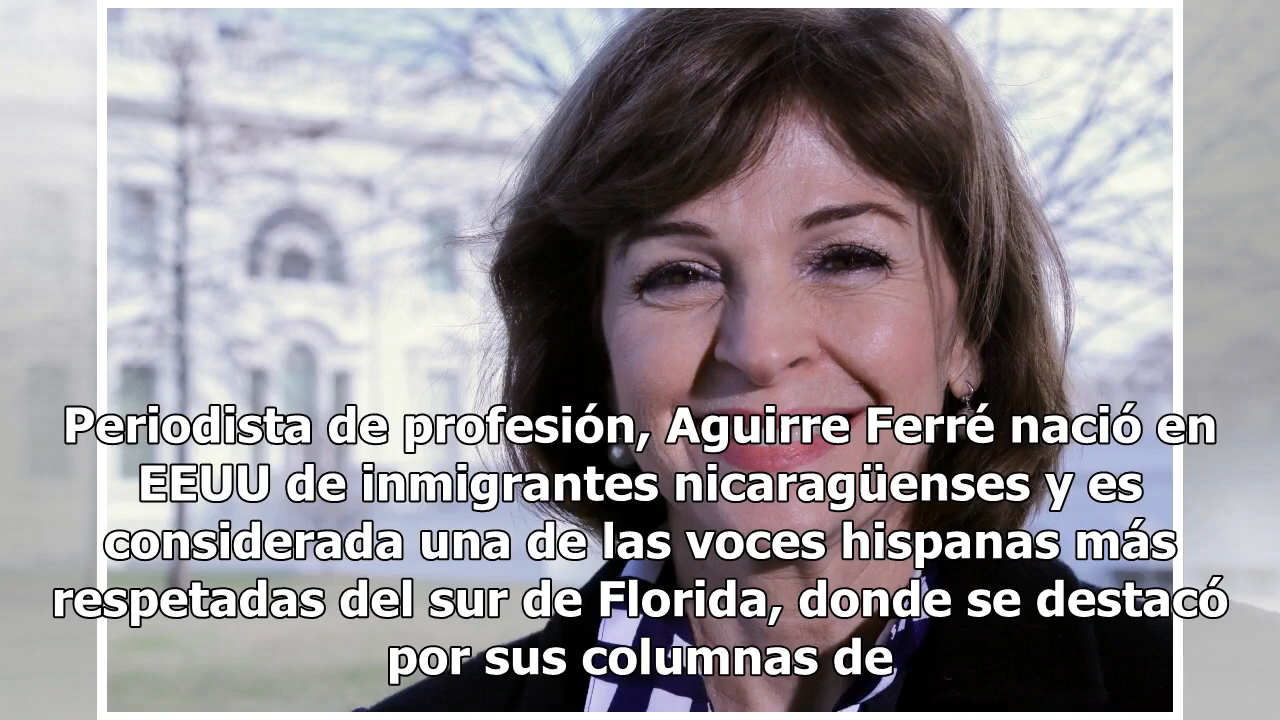 Periodista de profesión, Aguirre Ferré nació en
EEUU de inmigrantes nicaragüenses y es
considerada una de las voces hispanas más
respetadas del sur de Florida, donde se destacó
por sus columnas de